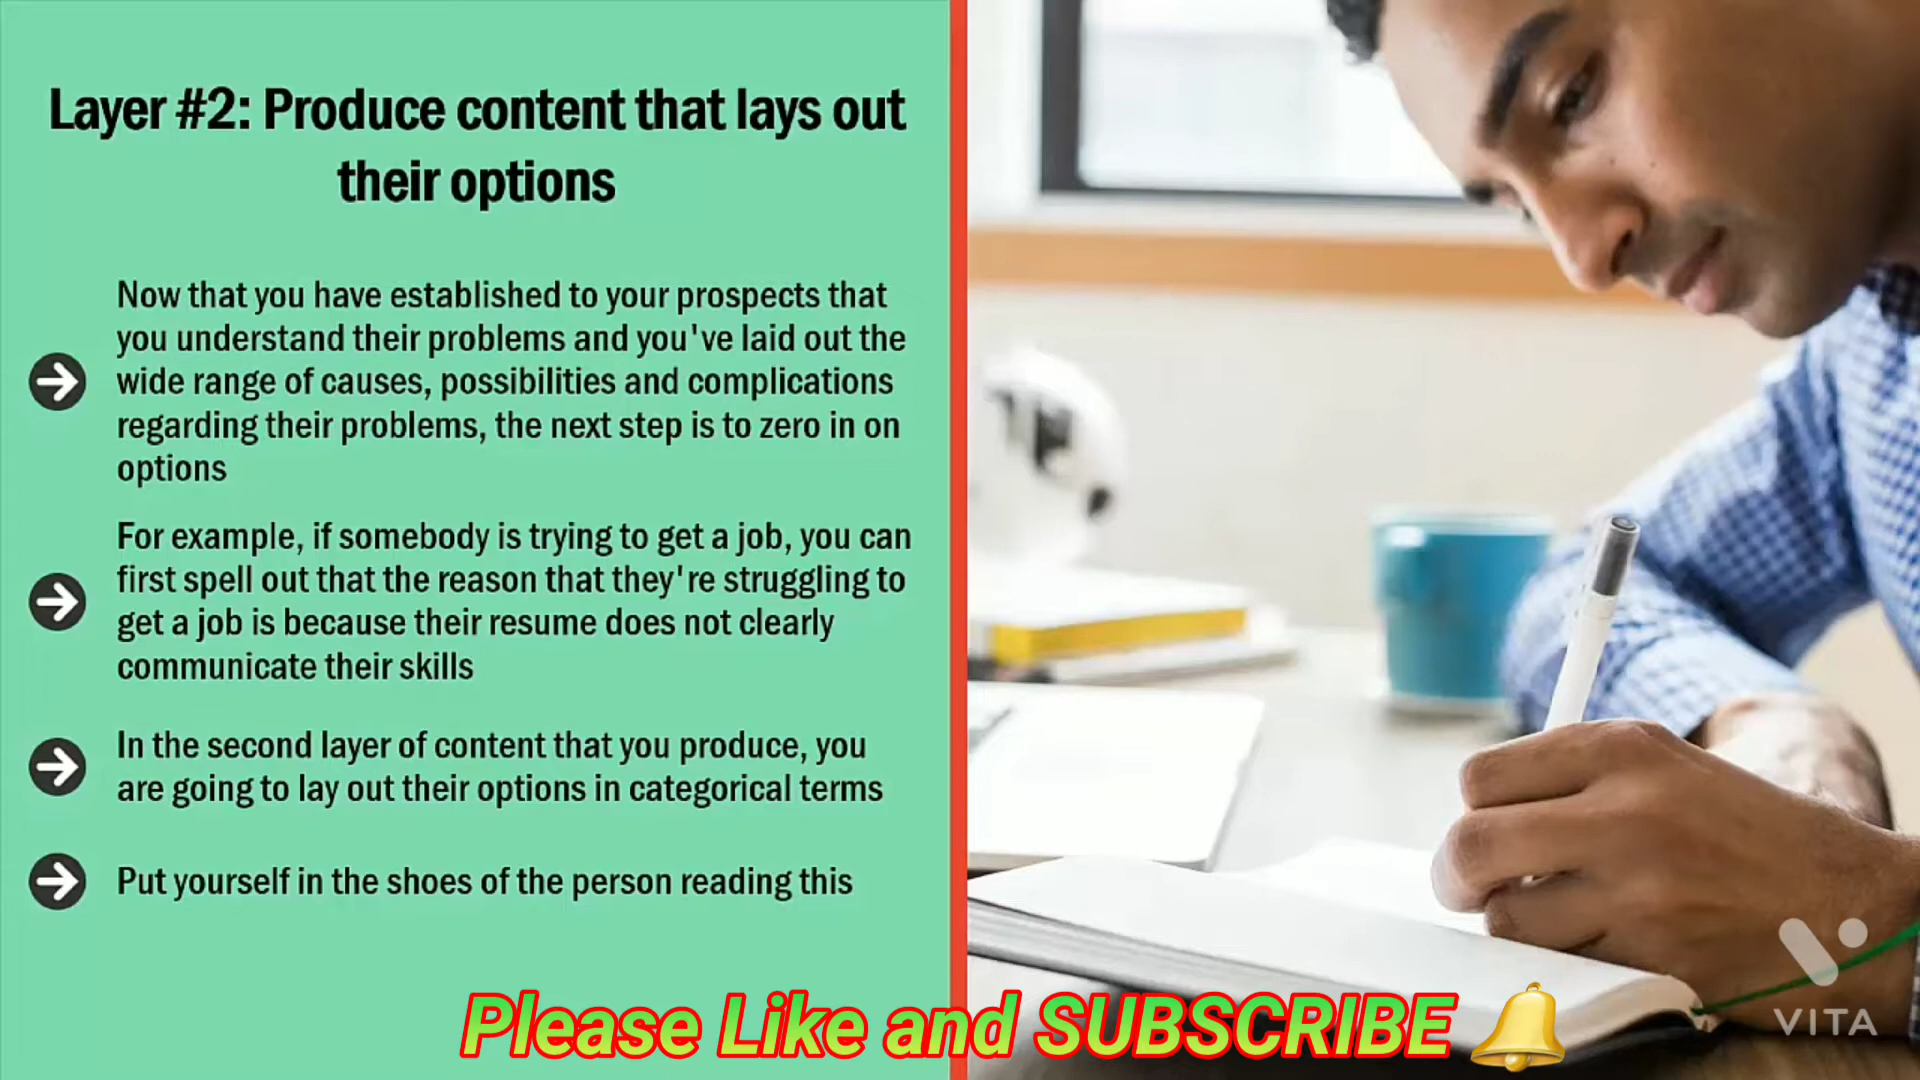 Layer #2: Produce content that lays out
their options
Now that you have established to your prospects that
you understand their problems and you've laid out the
wide range of causes, possibilities and complications
regarding their problems, the next step is to zero in on
options
For example, if somebody is trying to get a job, you can
first spell out that the reason that they're struggling to
get a job is because their resume does not clearly
communicate their skills
In the second layer of content that you produce, you
are going to lay out their options in categorical terms
Put yourself in the shoes of the person reading this
Please Like and SUBSCRIBE
VITA